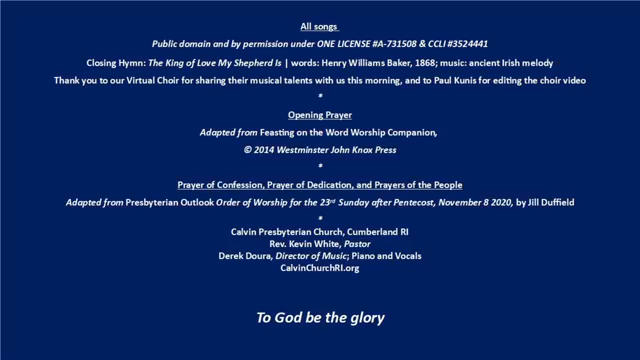 All songs
Public domain and by permission under ONE LICENSE #A-731508 & CCLI #3524441
Closing Hymn: The King of Love My Shepherd Is | words: Henry Williams Baker, 1868; music: ancient Irish melody
Thank you to our Virtual Choir for sharing their musical talents with us this morning, and to Paul Kunis for editing the choir video
*
Opening Prayer
Adapted from Feasting on the Word Worship Companion,
© 2014 Westminster John Knox Press
*
Prayer of Confession, Prayer of Dedication, and Prayers of the People
Adapted from Presbyterian Outlook Order of Worship for the 23rd Sunday after Pentecost, November 8 2020, by Jill Duffield
*
Calvin Presbyterian Church, Cumberland RI
Rev. Kevin White, Pastor
Derek Doura, Director of Music; Piano and Vocals
CalvinChurchRI.org
To God be the glory